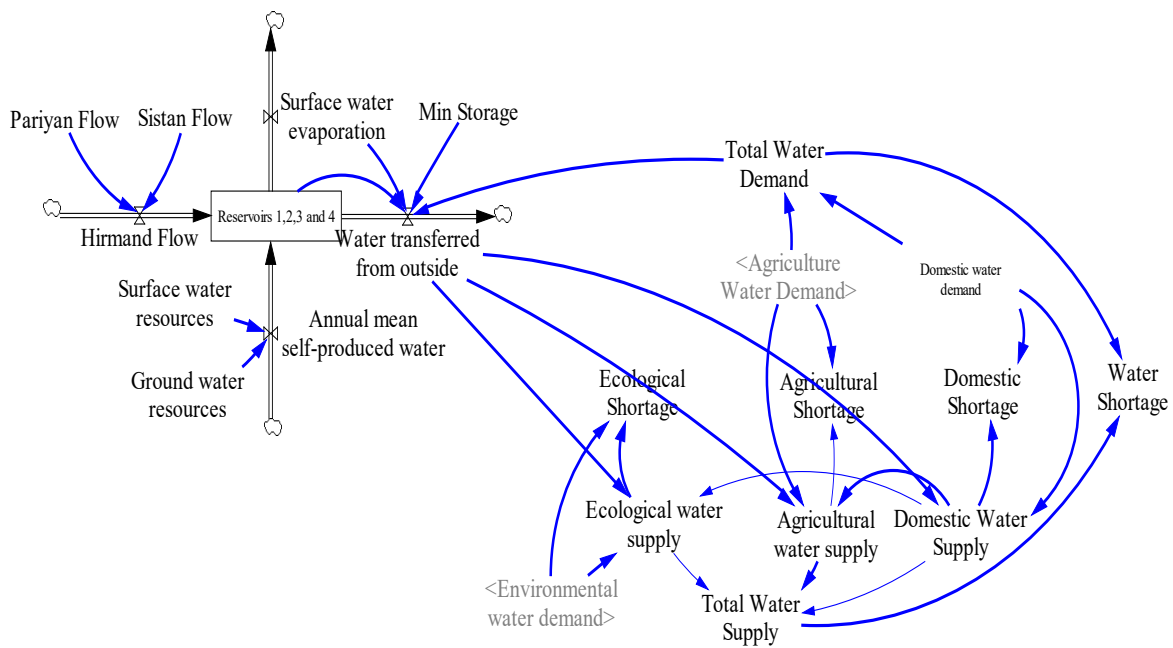 Surface water
evaporation
Min Storage
Pariyan Flow
Sistan Flow
Total Water
Demand
Reservoirs 1,2,3 and 4
Hirmand Flow
Water transferred
from outside
<Agriculture
Water Demand>
Domestic water
demand
Surface water
resources
Annual mean
self-produced water
Ground water
resources
Ecological
Shortage
Agricultural
Shortage
Domestic
Shortage
Water
Shortage
Ecological water
supply
Agricultural
water supply
Domestic Water
Supply
<Environmental
water demand>
Total Water
Supply